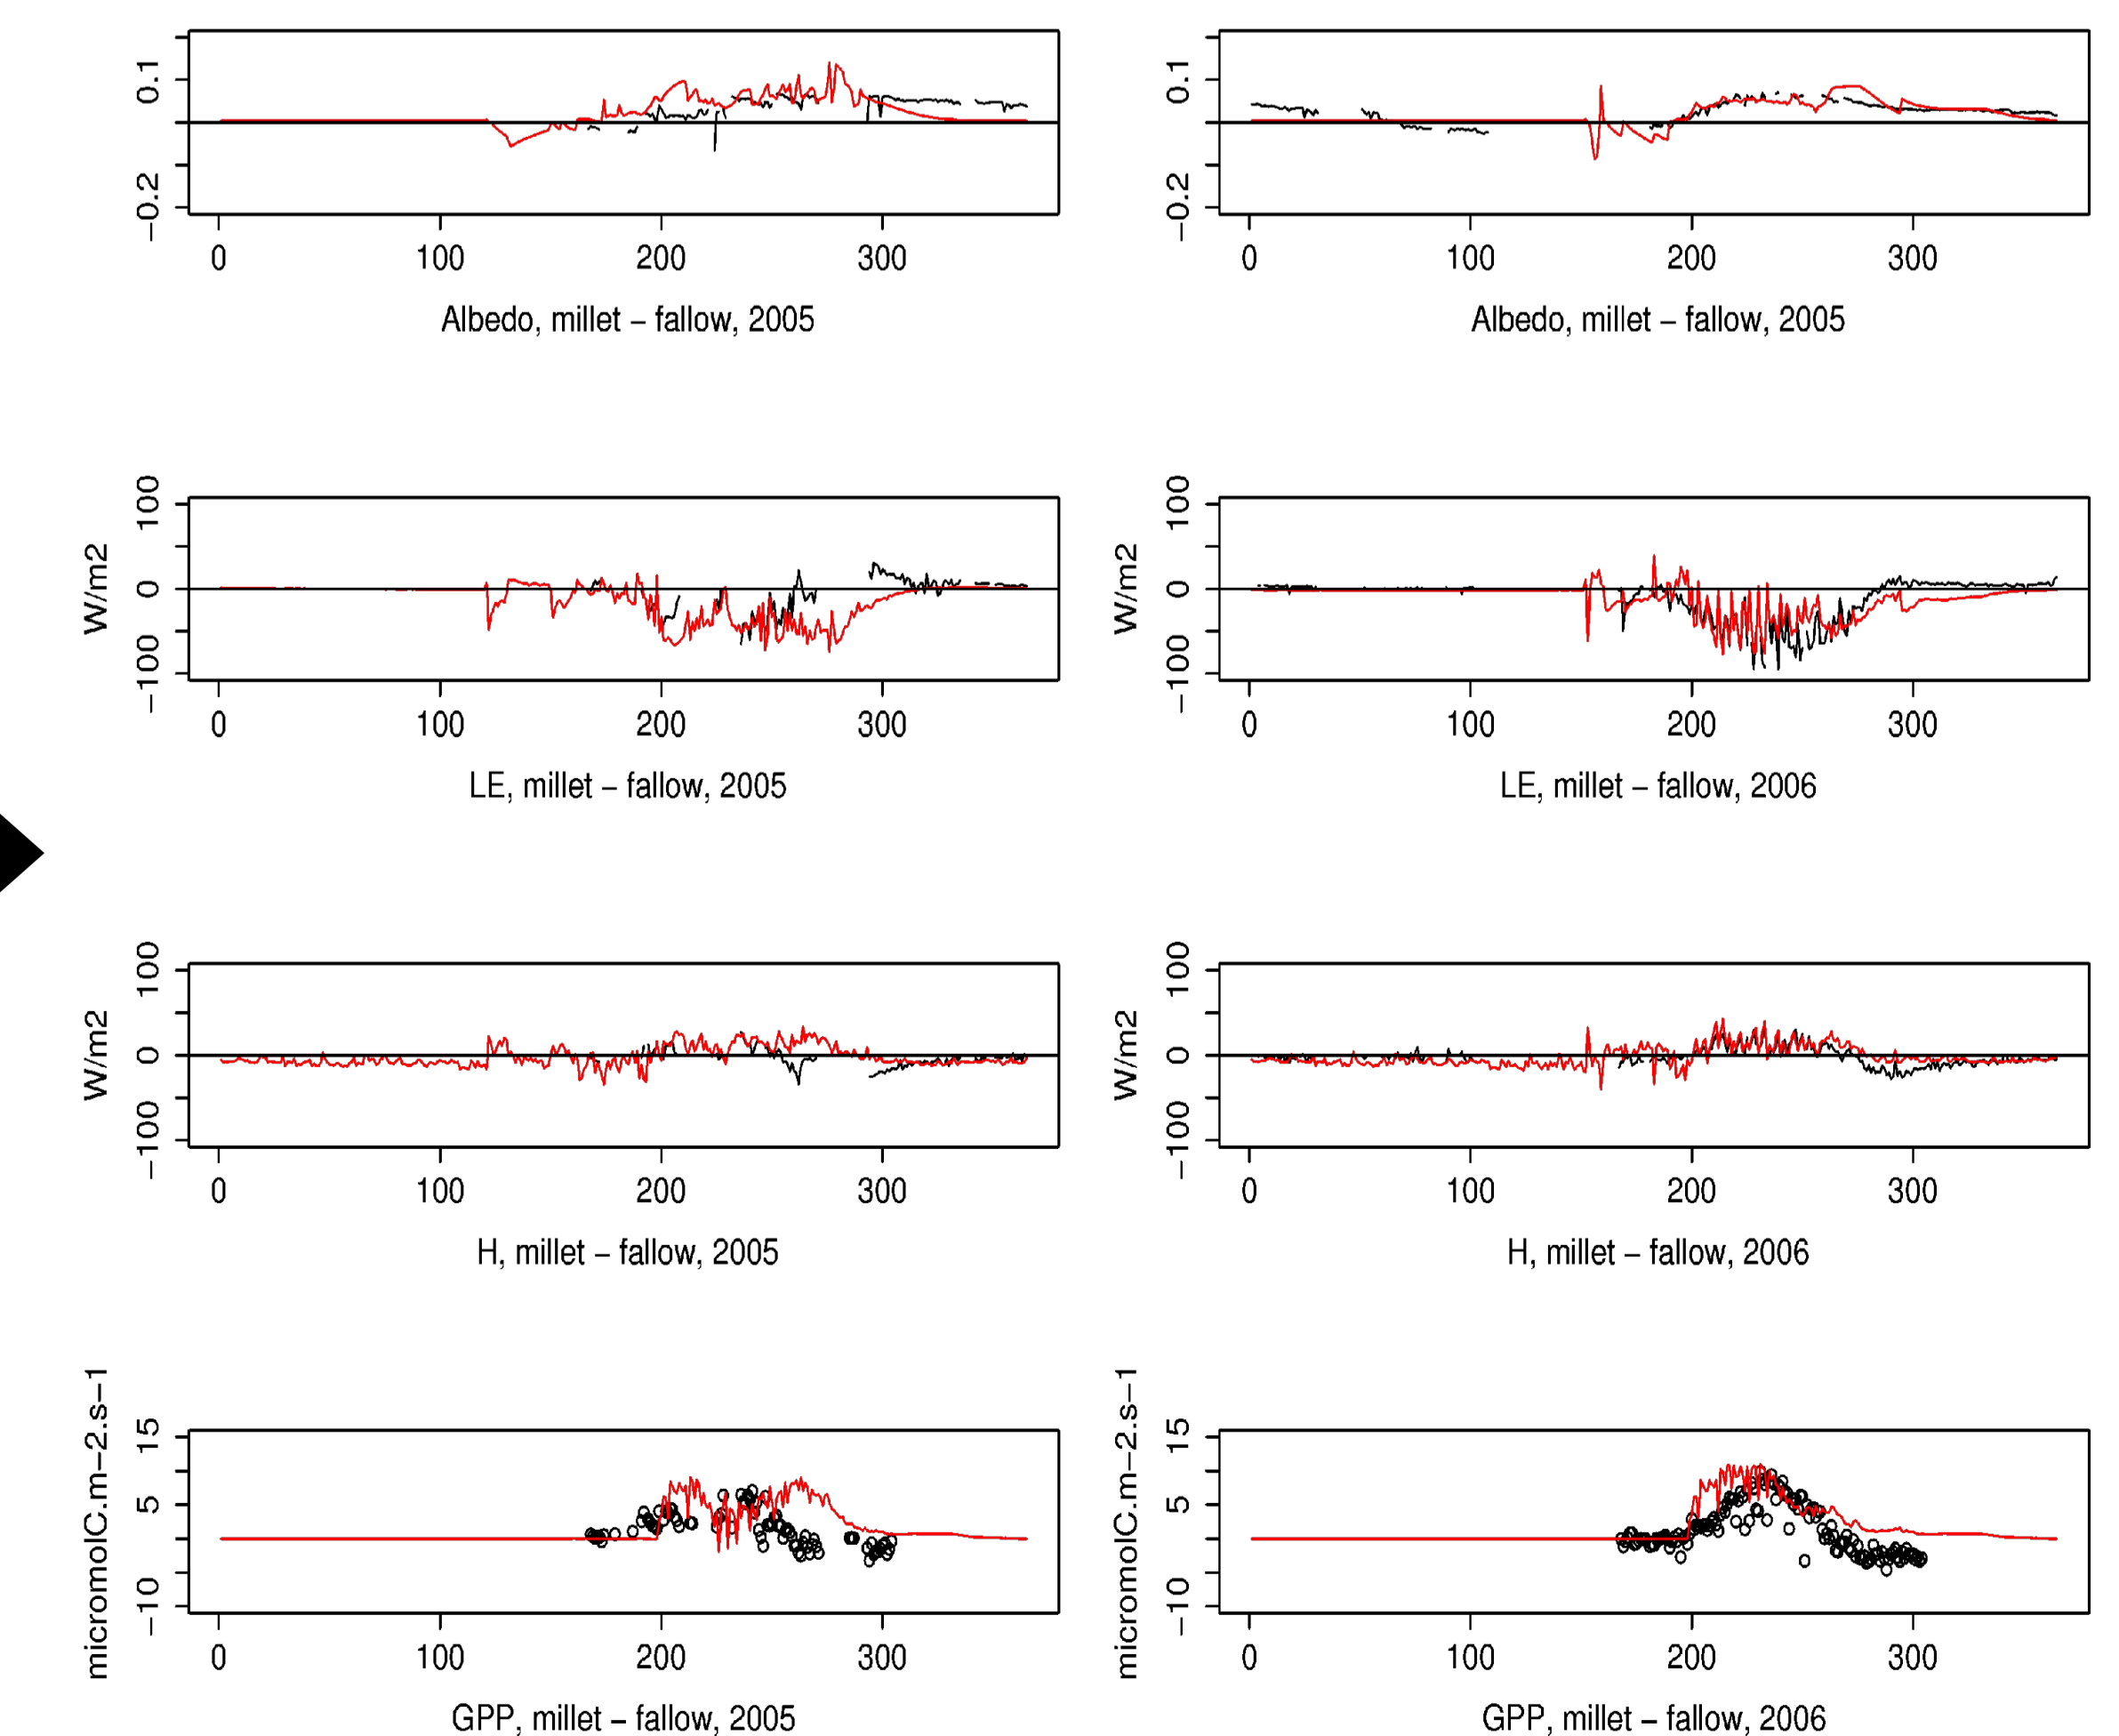 0.1
−0.2
0 100 200 300
Albedo, millet − fallow, 2005
0.1
−0.2
0 100 200 300
Albedo, millet − fallow, 2005
W/m2
100
0
−100
0 100 200 300
LE, millet − fallow, 2005
W/m2
100
0
−100
0 100 200 300
LE, millet − fallow, 2006
W/m2
100
0
−100
0 100 200 300
H, millet − fallow, 2005
W/m2
100
0
−100
0 100 200 300
H, millet − fallow, 2006
micromolC.m−2.s−1
15
5
−10
0 100 200 300
GPP, millet − fallow, 2005
micromolC.m−2.s−1
15
5
−10
0 100 200 300
GPP, millet − fallow, 2006